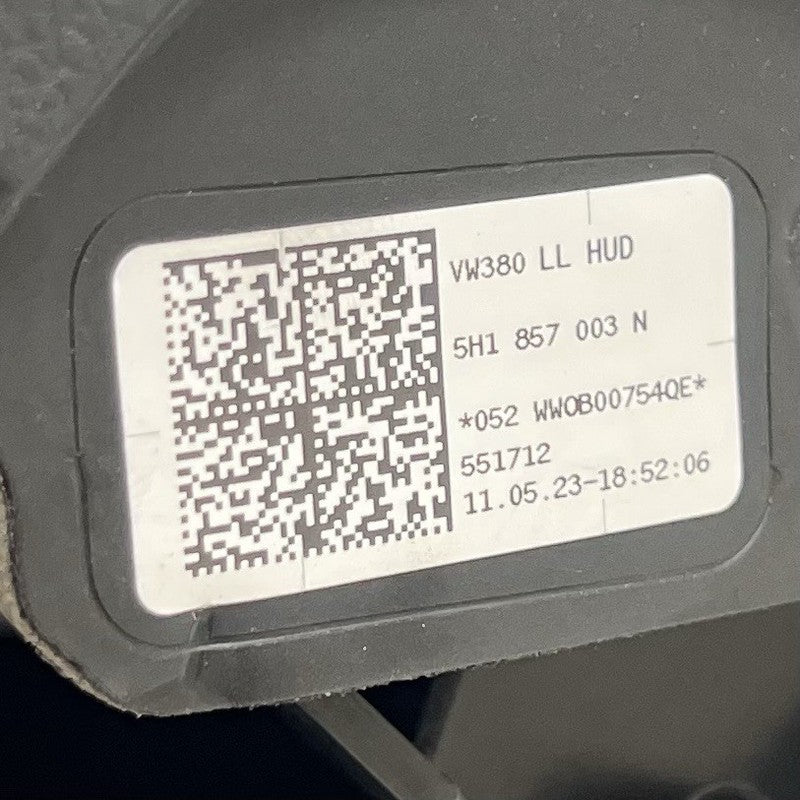 VW380 LL HUD
5H1 857 003 N
*052 WWOB00754QE*
551712
11.05.23-18:52:06